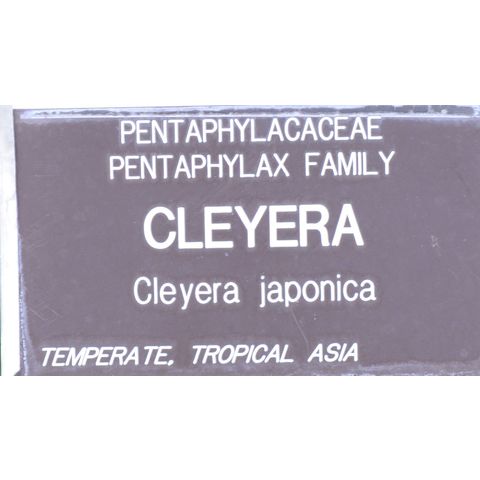 PENTAPHYLACACEAE
PENTAPHYLAX FAMILY
CLEYERA
Cleyera japonica
TEMPERATE, TROPICAL ASIA